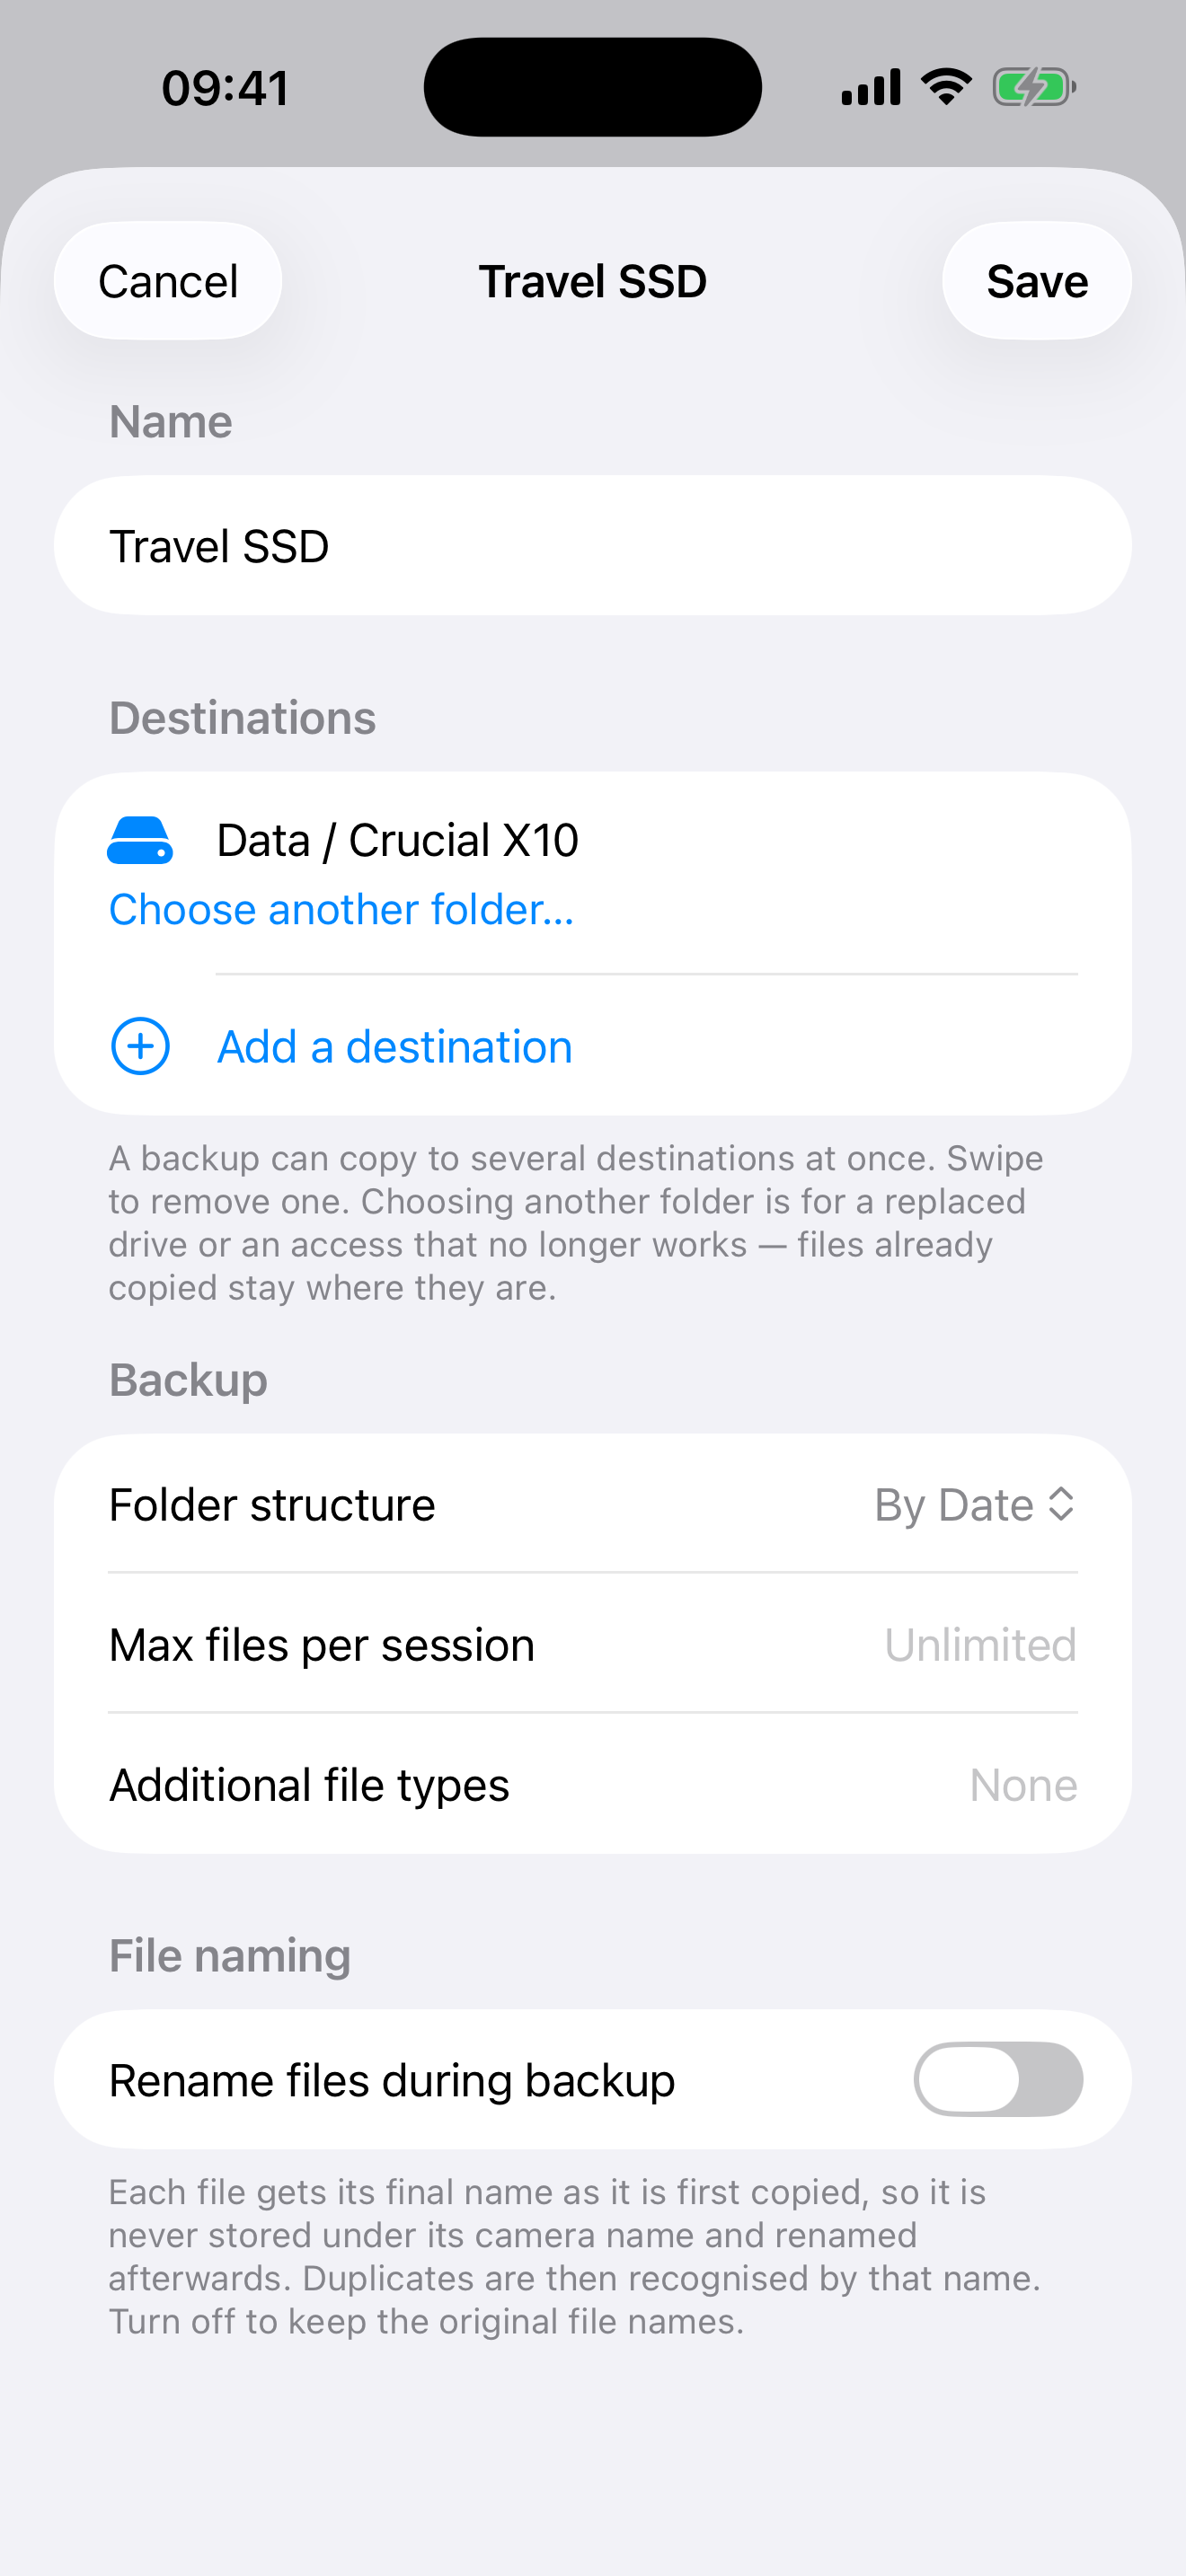 09:41
Cancel
Travel SSD
Save
Name
Travel SSD
Destinations
Data / Crucial X10
Choose another folder...
Add a destination
A backup can copy to several destinations at once. Swipe
to remove one. Choosing another folder is for a replaced
drive or an access that no longer works — files already
copied stay where they are.
Backup
Folder structure
By Date
Max files per session
Unlimited
Additional file types
None
File naming
Rename files during backup
Each file gets its final name as it is first copied, so it is
never stored under its camera name and renamed
afterwards. Duplicates are then recognised by that name.
Turn off to keep the original file names.